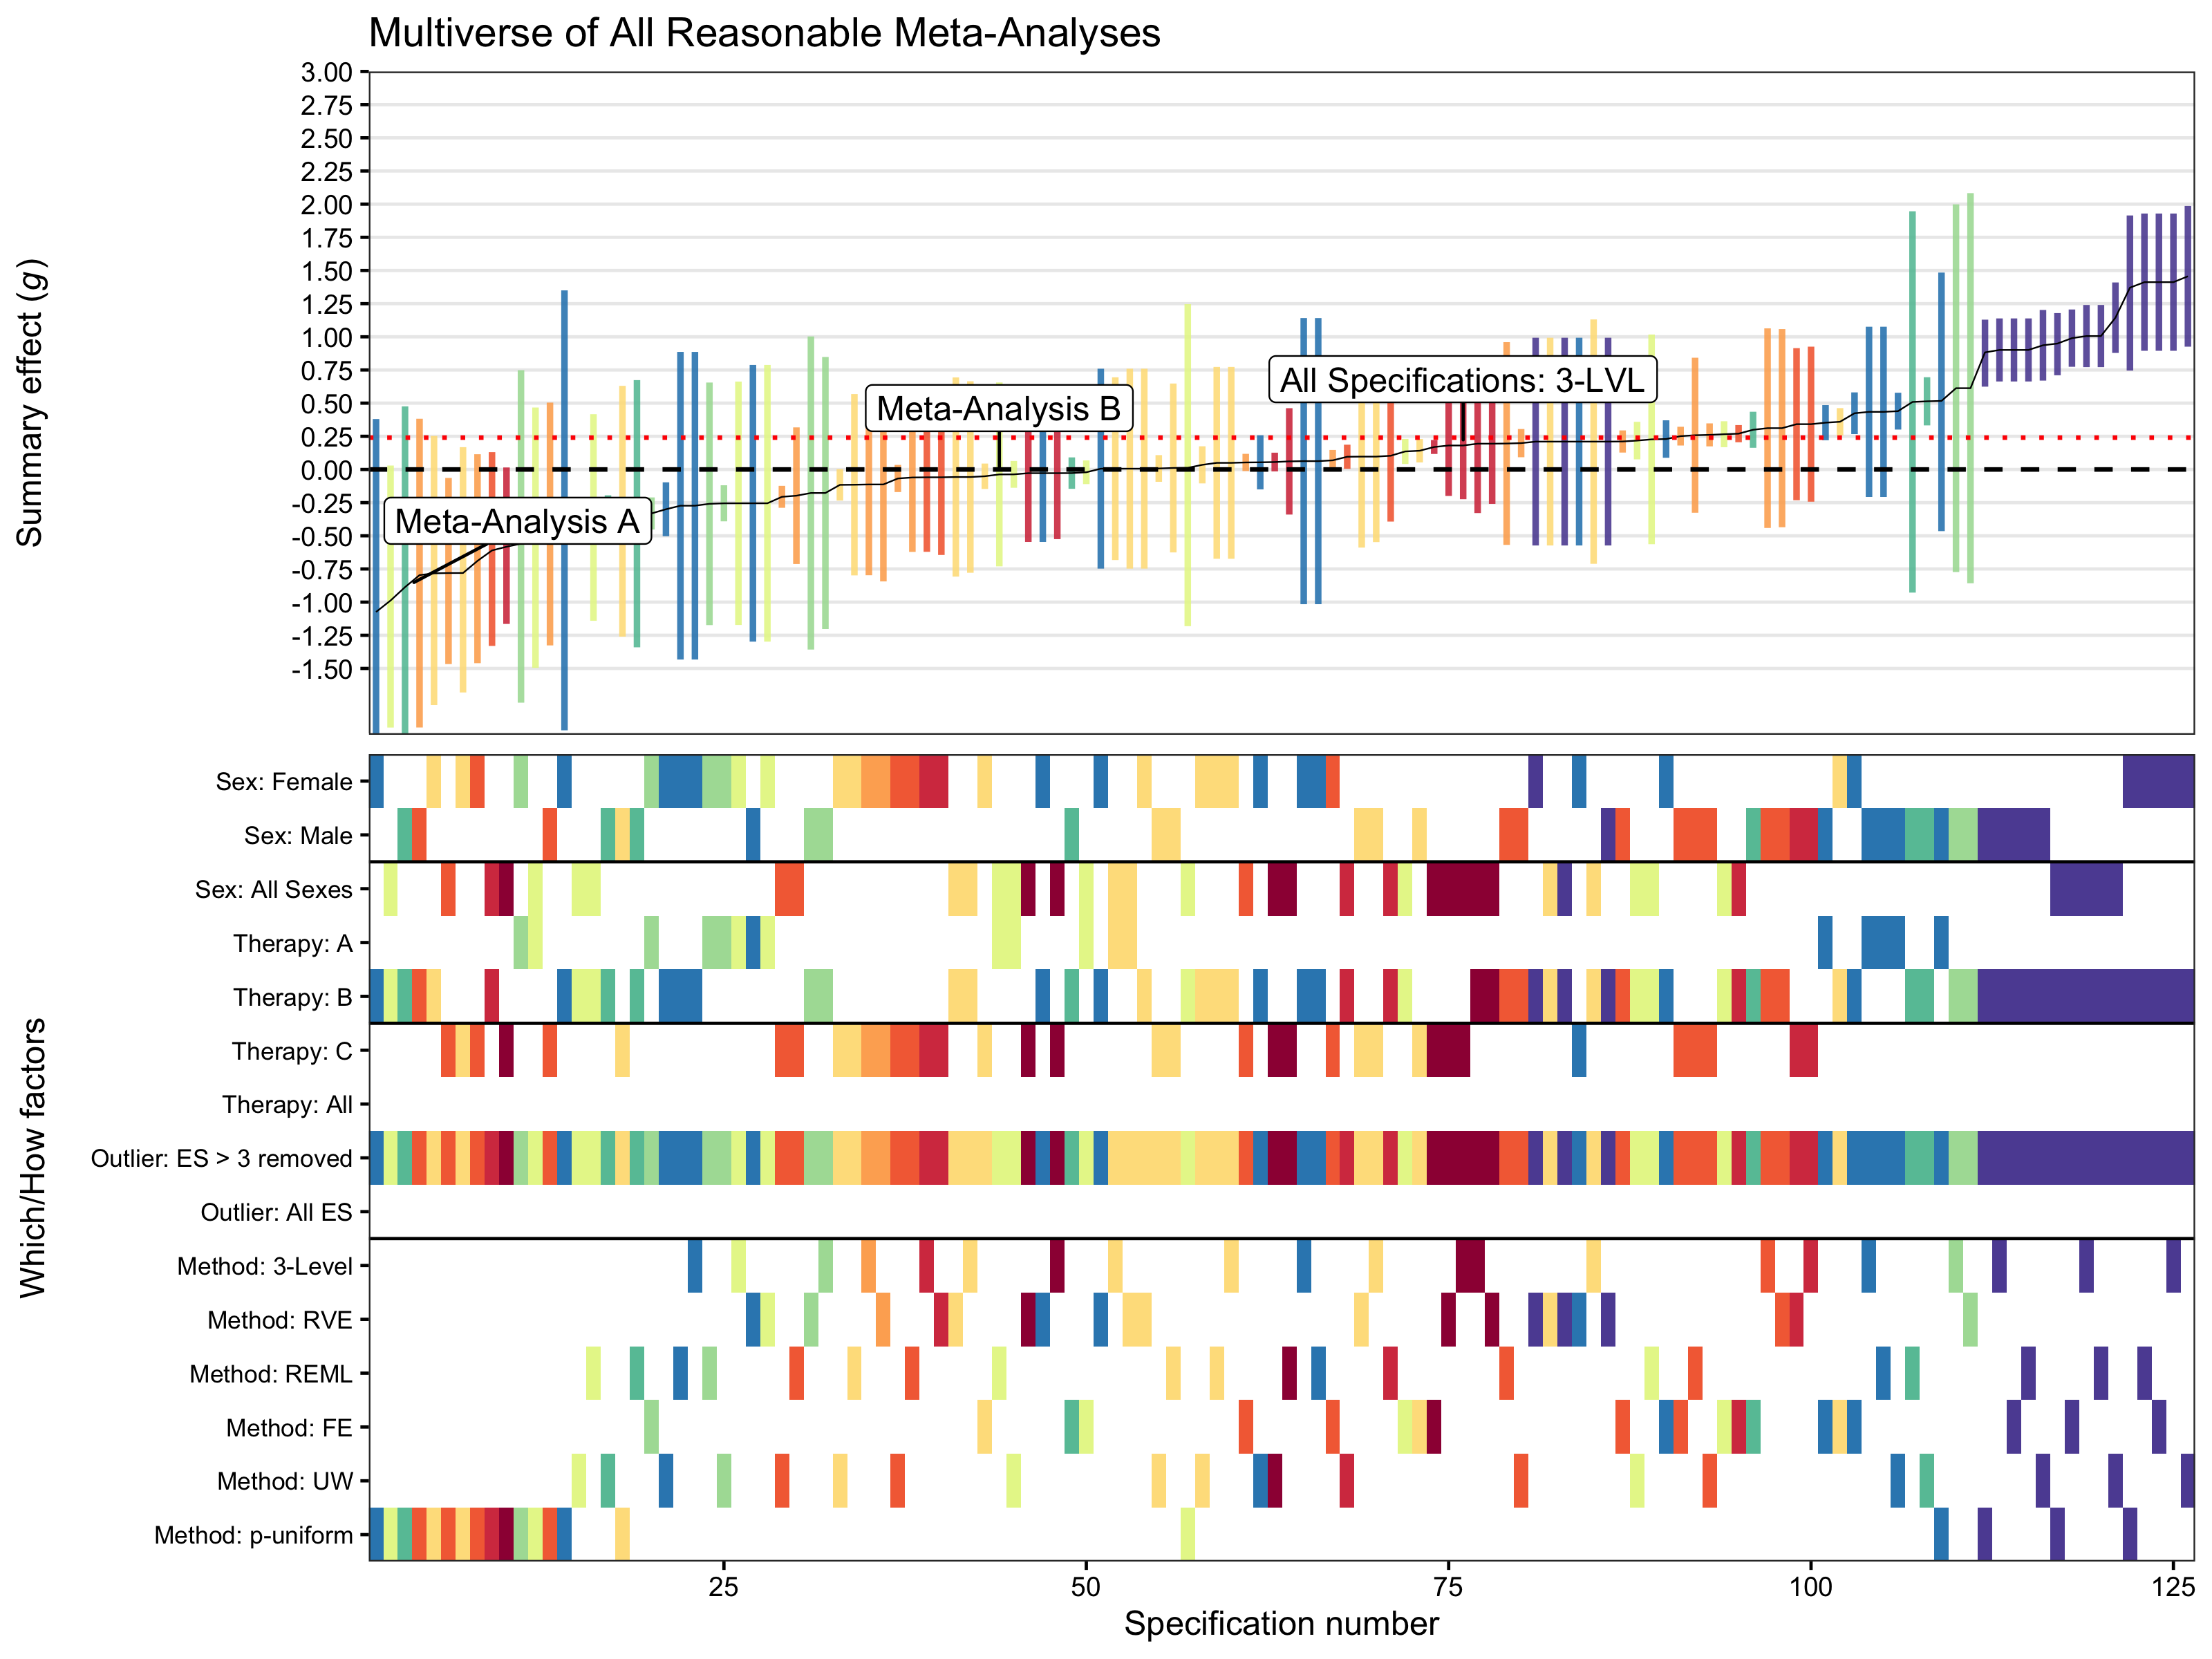 Multiverse of All Reasonable Meta-Analyses
Summary effect (g)
3.00
2.75
2.50
2.25
2.00
1.75
1.50
1.25
1.00
0.75
0.50
0.25
0.00
-0.25
-0.50
-0.75
-1.00
-1.25
-1.50
Meta-Analysis A
Meta-Analysis B
All Specifications: 3-LVL
Which/How factors
Sex: Female
Sex: Male
Sex: All Sexes
Therapy: A
Therapy: B
Therapy: C
Therapy: All
Outlier: ES > 3 removed
Outlier: All ES
Method: 3-Level
Method: RVE
Method: REML
Method: FE
Method: UW
Method: p-uniform
25
50
75
100
125
Specification number